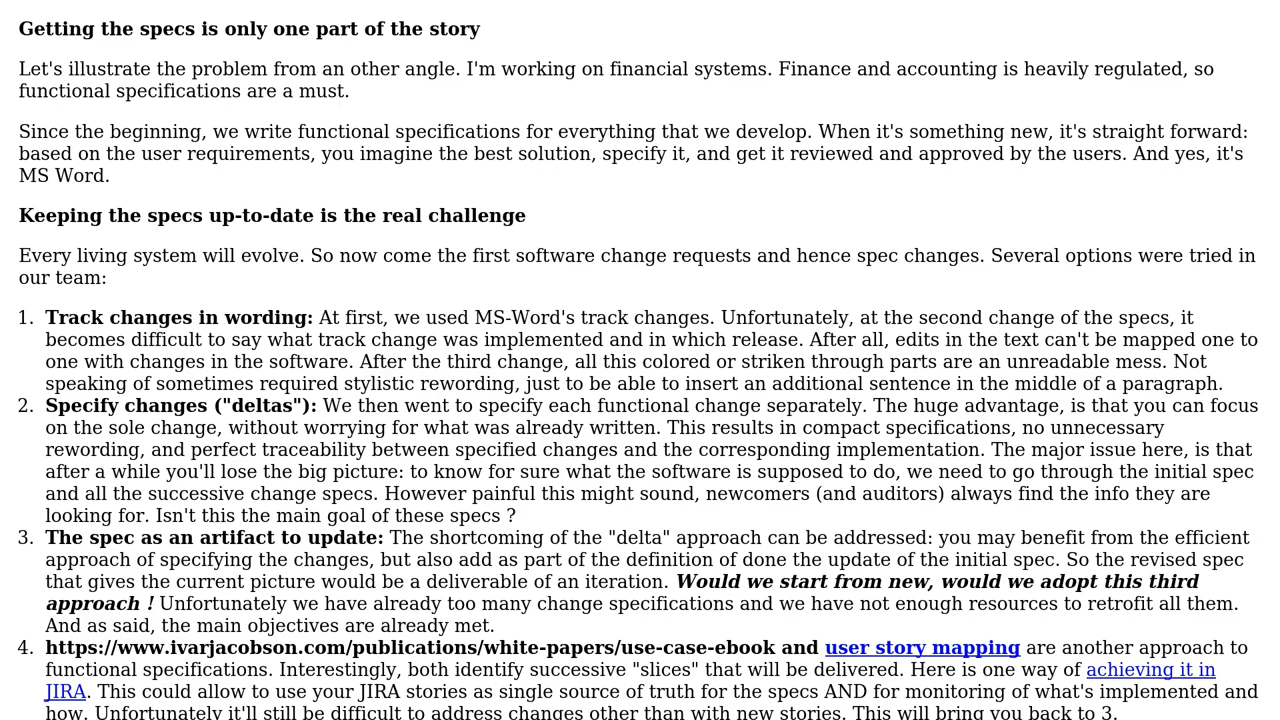 Getting the specs is only one part of the story
Let's illustrate the problem from an other angle. I'm working on financial systems. Finance and accounting is heavily regulated, so
functional specifications are a must.
Since the beginning, we write functional specifications for everything that we develop. When it's something new, it's straight forward:
based on the user requirements, you imagine the best solution, specify it, and get it reviewed and approved by the users. And yes, it's
MS Word.
Keeping the specs up-to-date is the real challenge
Every living system will evolve. So now come the first software change requests and hence spec changes. Several options were tried in
our team:
1. Track changes in wording: At first, we used MS-Word's track changes. Unfortunately, at the second change of the specs, it
becomes difficult to say what track change was implemented and in which release. After all, edits in the text can't be mapped one to
one with changes in the software. After the third change, all this colored or striken through parts are an unreadable mess. Not
speaking of sometimes required stylistic rewording, just to be able to insert an additional sentence in the middle of a paragraph.
2. Specify changes ("deltas"): We then went to specify each functional change separately. The huge advantage, is that you can focus
on the sole change, without worrying for what was already written. This results in compact specifications, no unnecessary
rewording, and perfect traceability between specified changes and the corresponding implementation. The major issue here, is that
after a while you'll lose the big picture: to know for sure what the software is supposed to do, we need to go through the initial spec
and all the successive change specs. However painful this might sound, newcomers (and auditors) always find the info they are
looking for. Isn't this the main goal of these specs ?
3. The spec as an artifact to update: The shortcoming of the "delta" approach can be addressed: you may benefit from the efficient
approach of specifying the changes, but also add as part of the definition of done the update of the initial spec. So the revised spec
that gives the current picture would be a deliverable of an iteration. Would we start from new, would we adopt this third
approach ! Unfortunately we have already too many change specifications and we have not enough resources to retrofit all them.
And as said, the main objectives are already met.
4. https://www.ivarjacobson.com/publications/white-papers/use-case-ebook and user story mapping are another approach to
functional specifications. Interestingly, both identify successive "slices" that will be delivered. Here is one way of achieving it in
JIRA. This could allow to use your JIRA stories as single source of truth for the specs AND for monitoring of what's implemented and
how. Unfortunately it'll still be difficult to address changes other than with new stories. This will bring you back to 3.